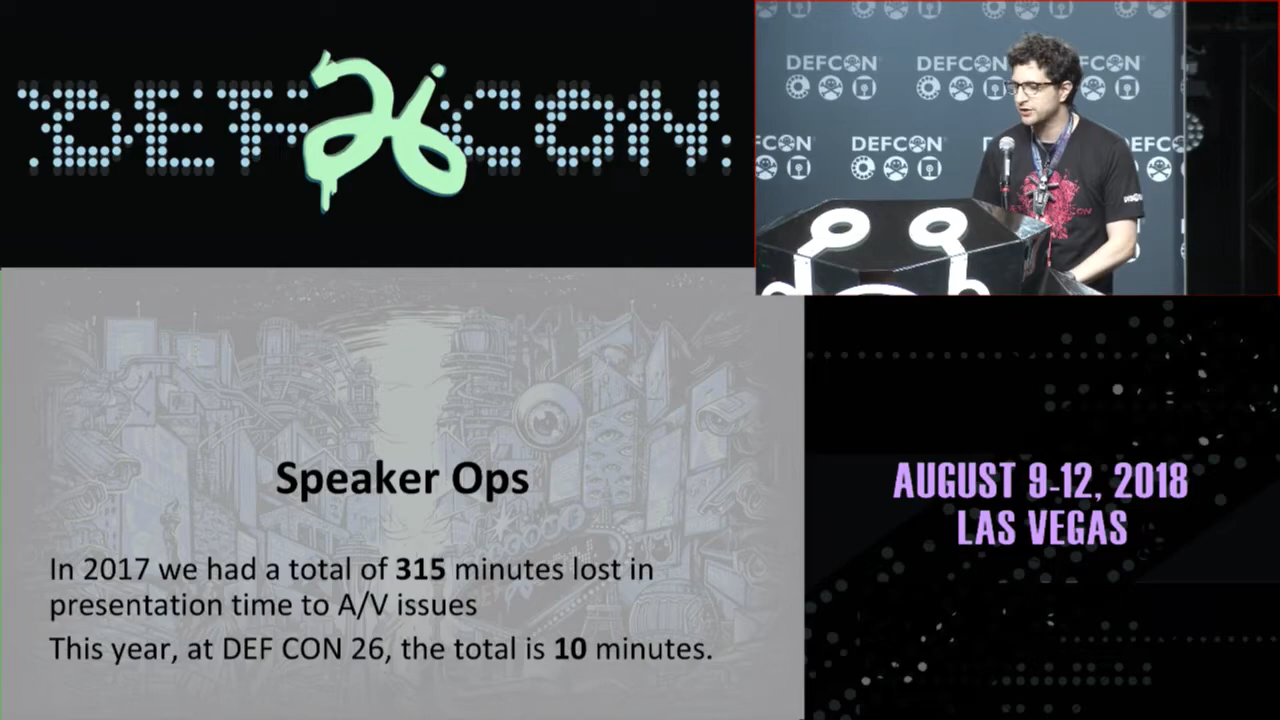 DEF 26 CON
DEFCON DEFCON
DEFCON DEFCON
Speaker Ops
In 2017 we had a total of 315 minutes lost in
presentation time to A/V issues
This year, at DEF CON 26, the total is 10 minutes.
AUGUST 9-12, 2018
LAS VEGAS